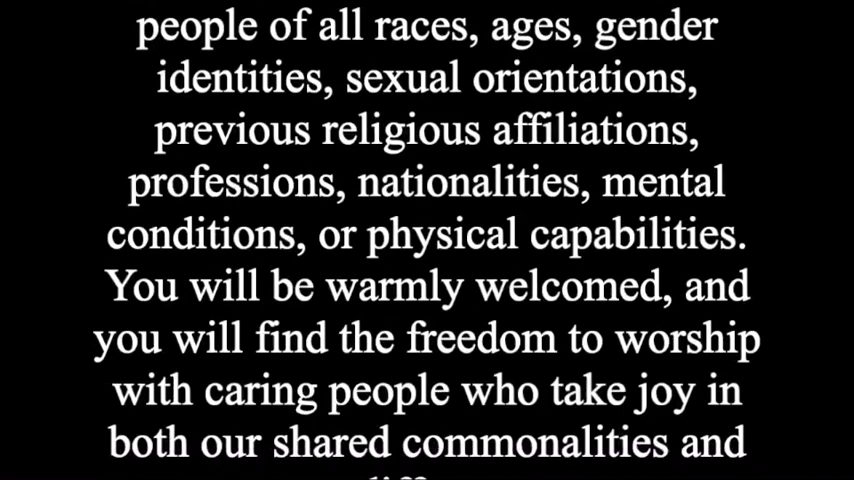 people of all races, ages, gender
identities, sexual orientations,
previous religious affiliations,
professions, nationalities, mental
conditions, or physical capabilities.
You will be warmly welcomed, and
you will find the freedom to worship
with caring people who take joy in
both our shared commonalities and